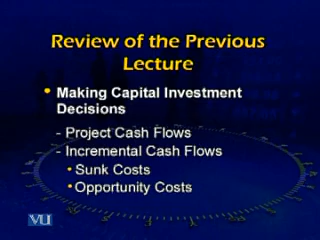 Review of the Previous
Lecture
• Making Capital Investment
Decisions
- Project Cash Flows
- Incremental Cash Flows
• Sunk Costs
• Opportunity Costs
VU